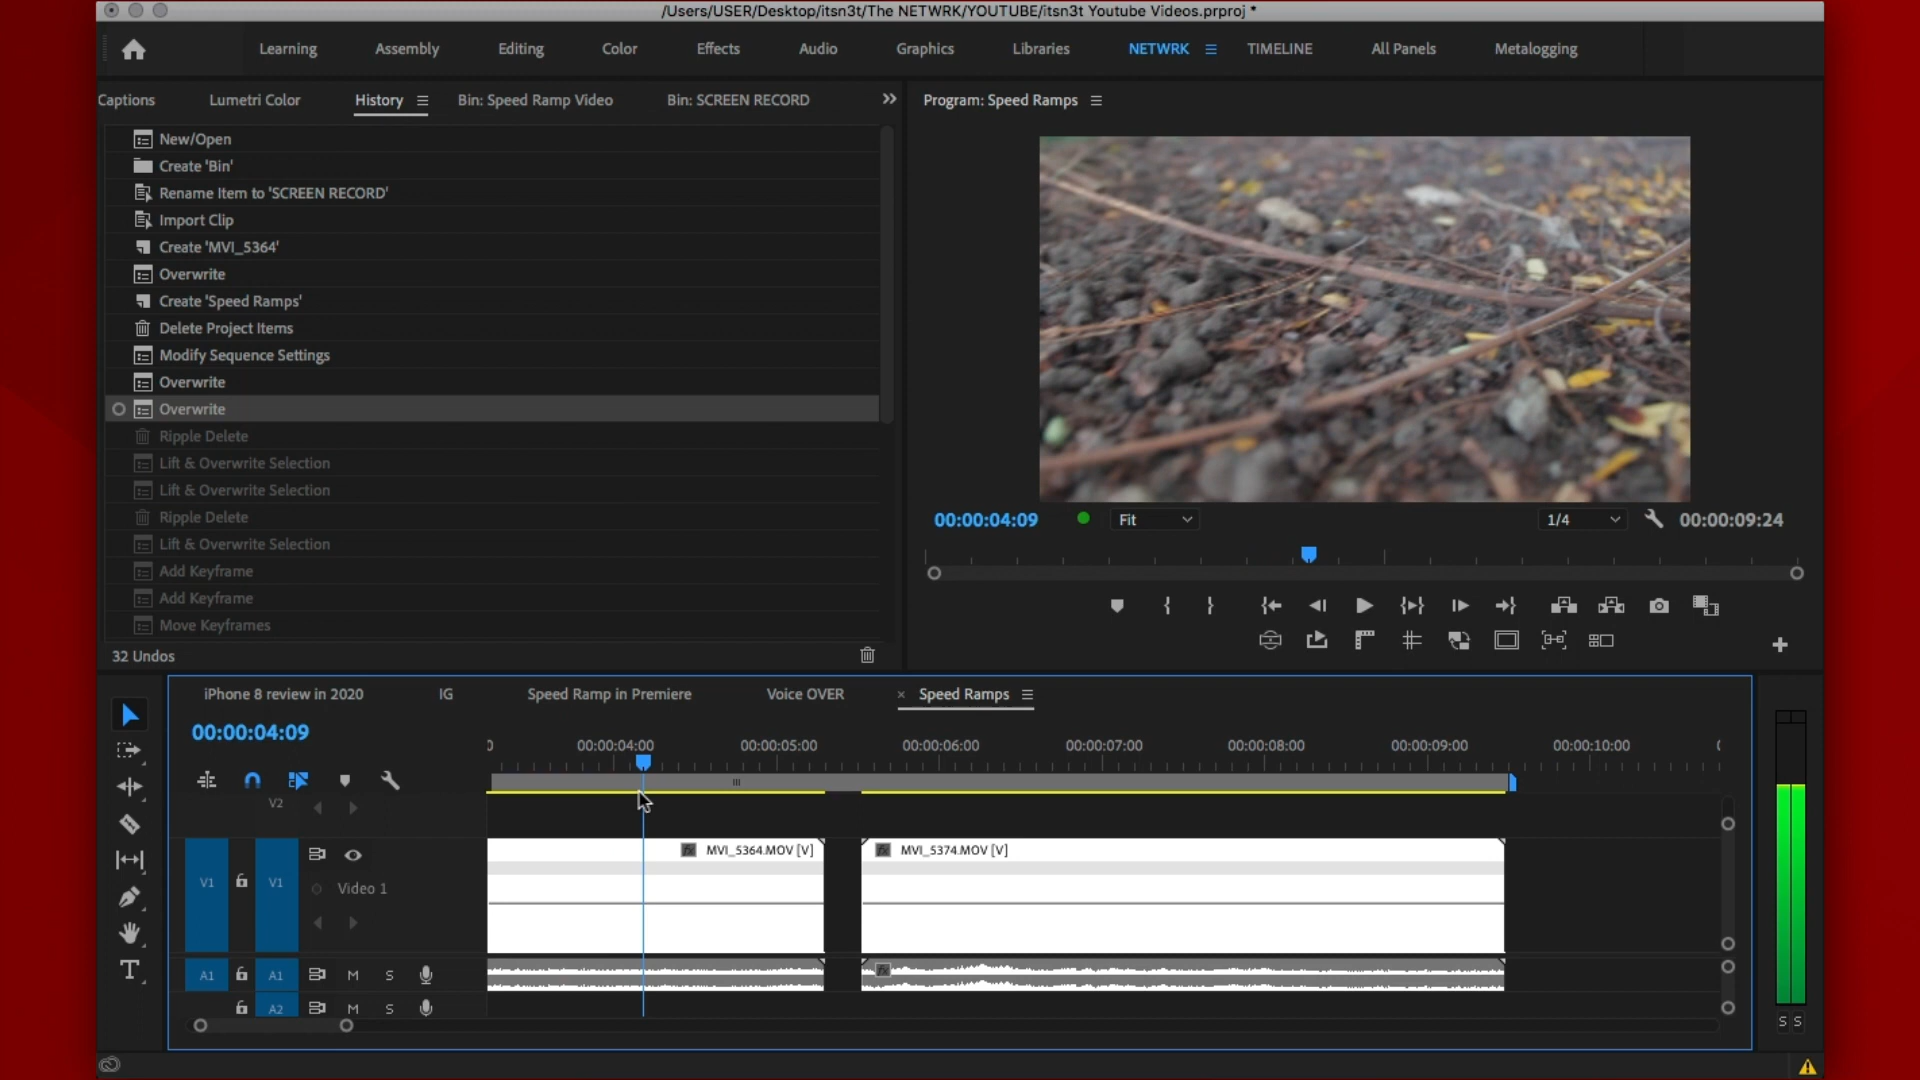 /Users/USER/Desktop/itsn3t/The NETWRK/YOUTUBE/itsn3t Youtube Videos.prproj *
Learning Assembly Editing Color Effects Audio Graphics Libraries NETWRK TIMELINE All Panels Metalogging
Captions Lumetri Color History Bin: Speed Ramp Video Bin: SCREEN RECORD
Program: Speed Ramps
New/Open
Create 'Bin'
Rename Item to 'SCREEN RECORD'
Import Clip
Create 'MVI_5364'
Overwrite
Create 'Speed Ramps'
Delete Project Items
Modify Sequence Settings
Overwrite
Overwrite
Ripple Delete
Lift & Overwrite Selection
Lift & Overwrite Selection
Ripple Delete
Lift & Overwrite Selection
Add Keyframe
Add Keyframe
Move Keyframes
32 Undos
00:00:04:09 Fit 1/4 00:00:09:24
iPhone 8 review in 2020 IG Speed Ramp in Premiere Voice OVER × Speed Ramps
00:00:04:09
00:00:04:00 00:00:05:00 00:00:06:00 00:00:07:00 00:00:08:00 00:00:09:00 00:00:10:00
V2
fx MVI_5364.MOV [V] fx MVI_5374.MOV [V]
V1 V1 Video 1
A1 A1 M S fx
A2 M S
S S